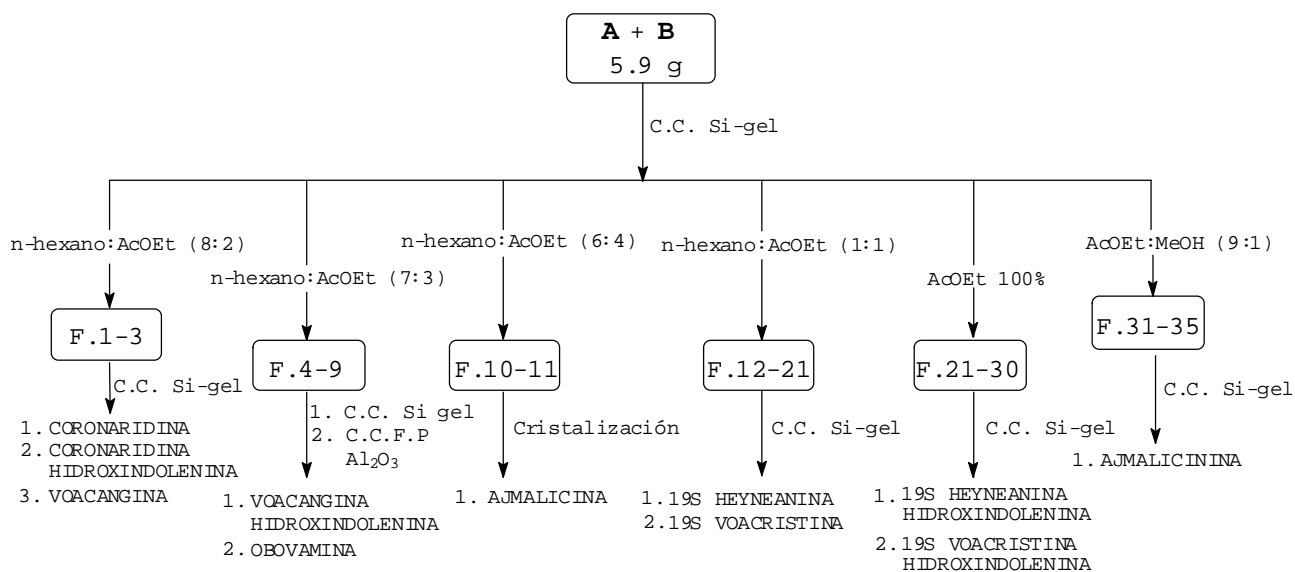 A + B
5.9 g
C.C. Si-gel
n-hexano:AcOEt (8:2)
n-hexano:AcOEt (7:3)
n-hexano:AcOEt (6:4)
n-hexano:AcOEt (1:1)
AcOEt 100%
AcOEt:MeOH (9:1)
F.1-3
F.4-9
F.10-11
F.12-21
F.21-30
F.31-35
C.C. Si-gel
1. CORONARIDINA
2. CORONARIDINA
HIDROXINDOLENINA
3. VOACANGINA
1. C.C. Si gel
2. C.C.F.P
Al₂O₃
1. VOACANGINA
HIDROXINDOLENINA
2. OBOVAMINA
Cristalización
1. AJMALICINA
C.C. Si-gel
1.19S HEYNEANINA
2.19S VOACRISTINA
C.C. Si-gel
1.19S HEYNEANINA
HIDROXINDOLENINA
2.19S VOACRISTINA
HIDROXINDOLENINA
C.C. Si-gel
1. AJMALICININA